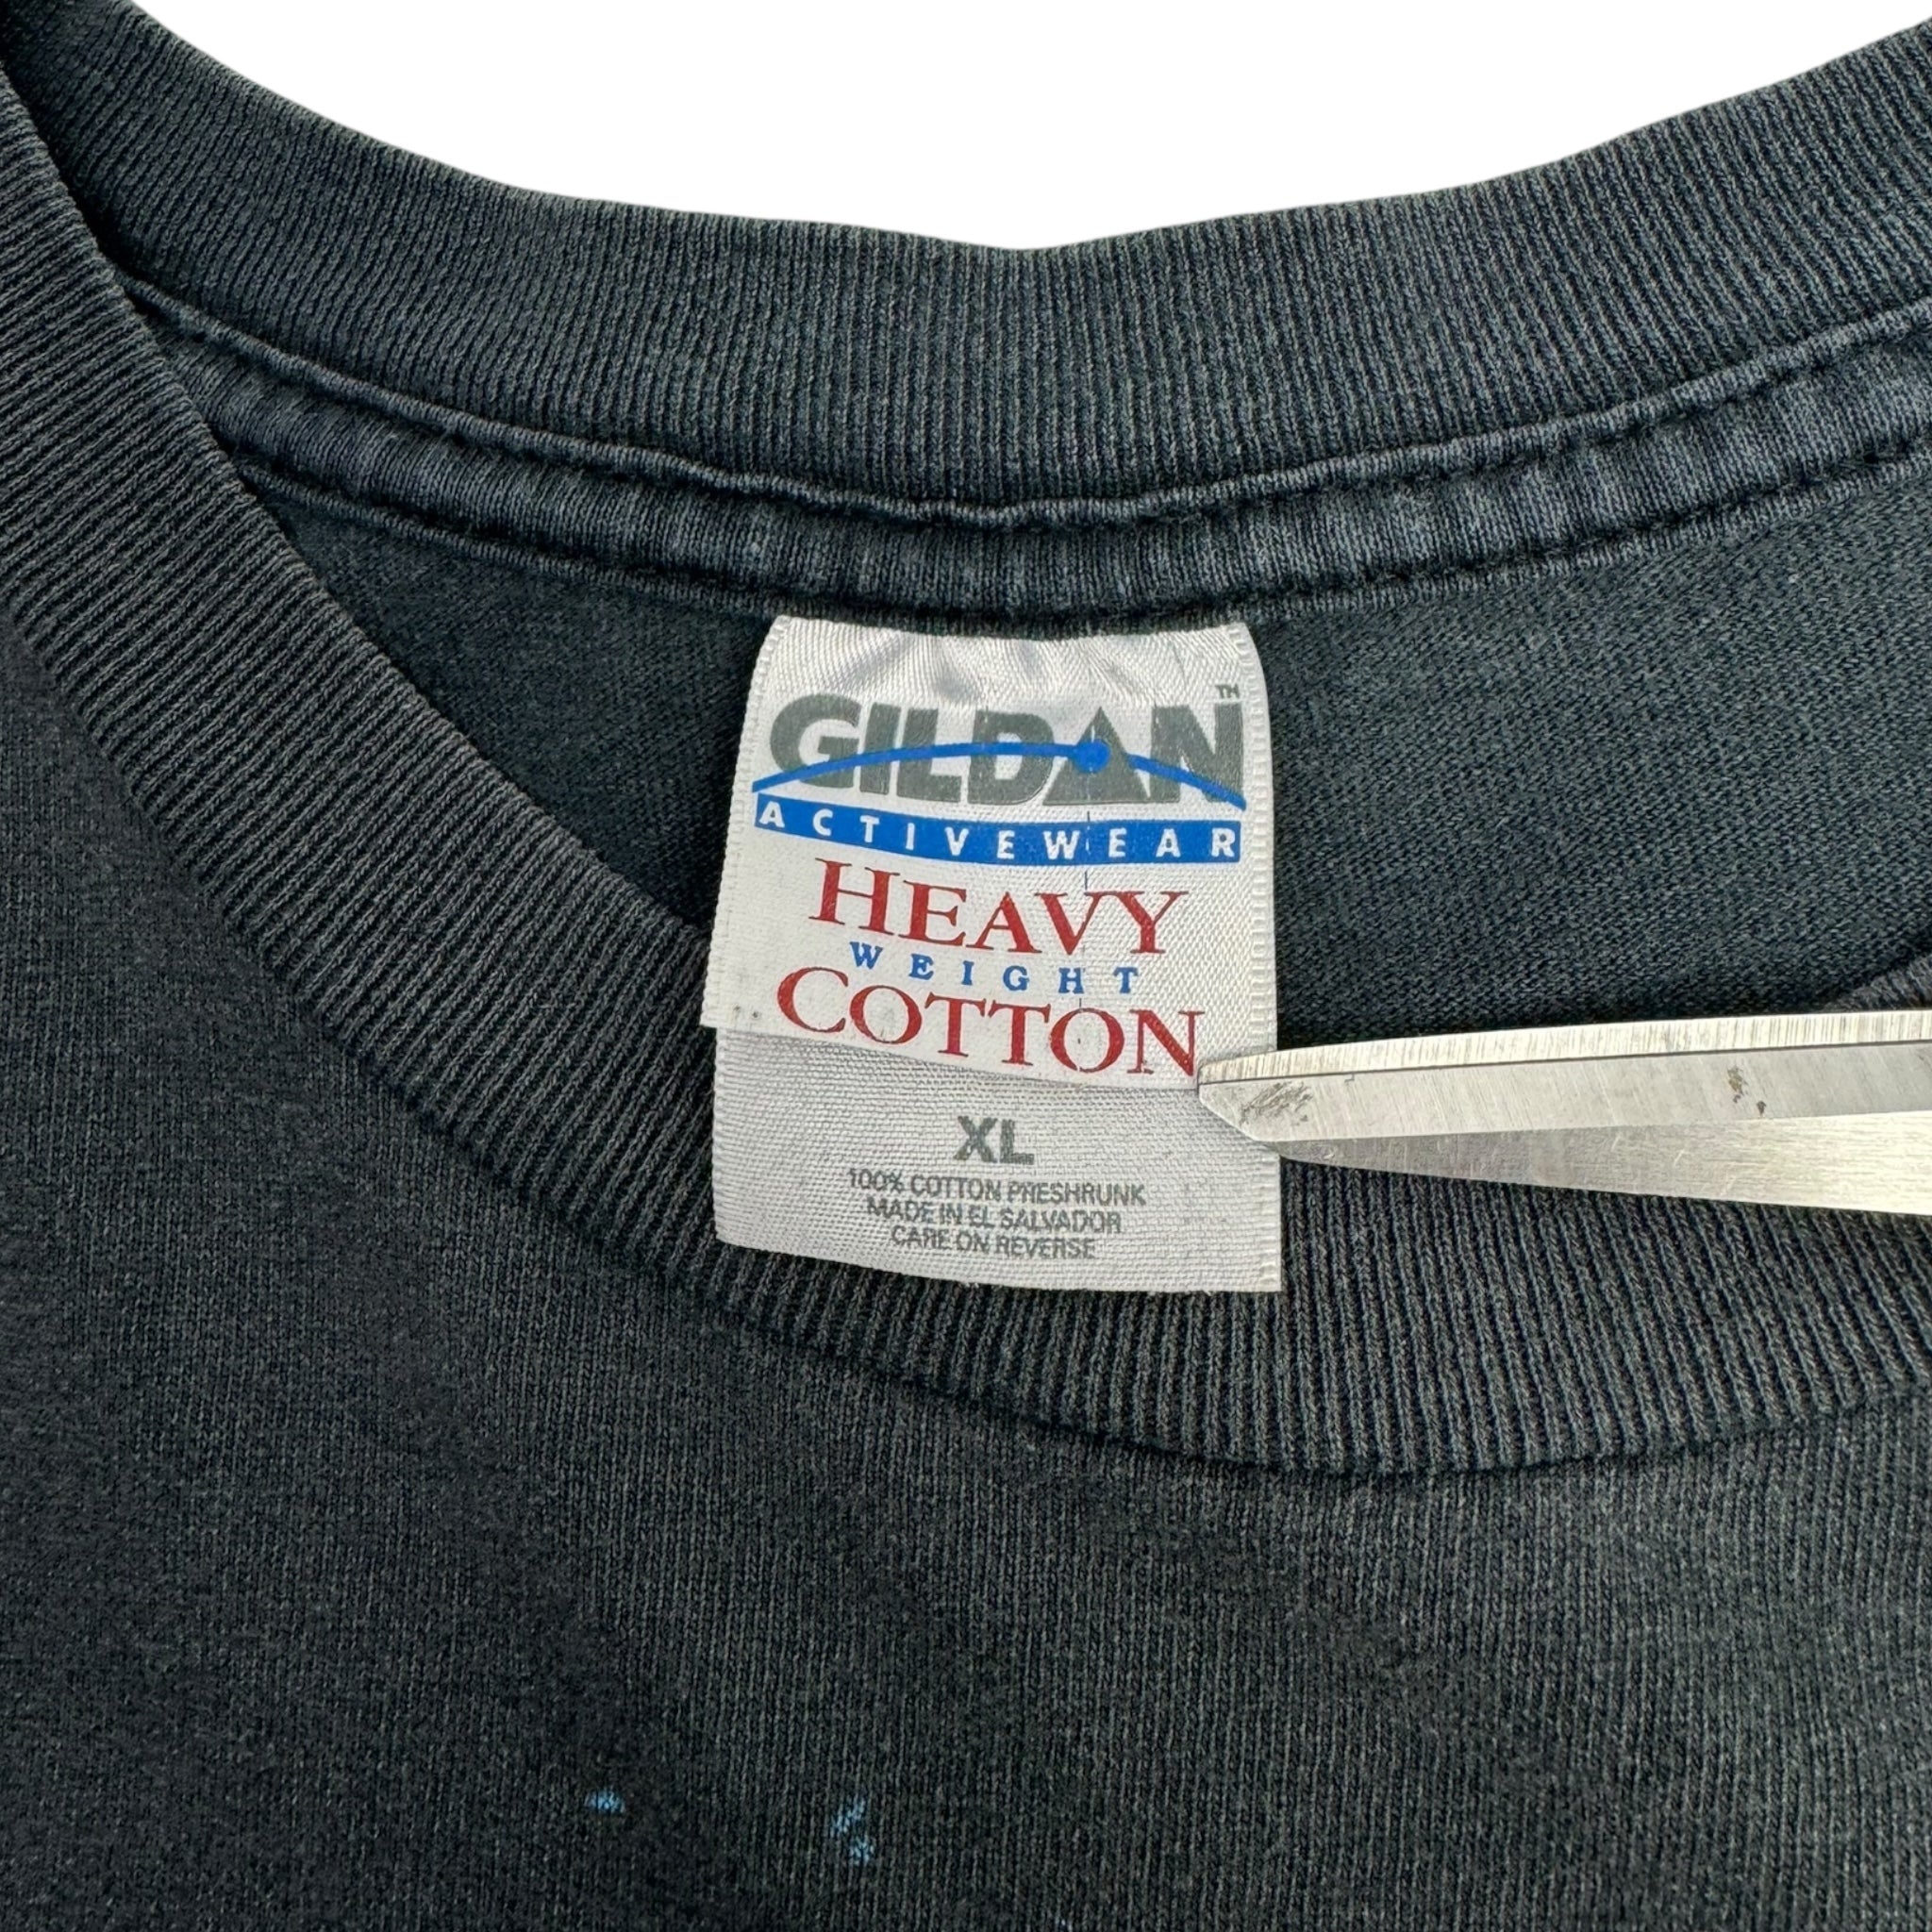 GILDAN™
ACTIVEWEAR
HEAVY
WEIGHT
COTTON
XL
100% COTTON PRESHRUNK
MADE IN EL SALVADOR
CARE ON REVERSE